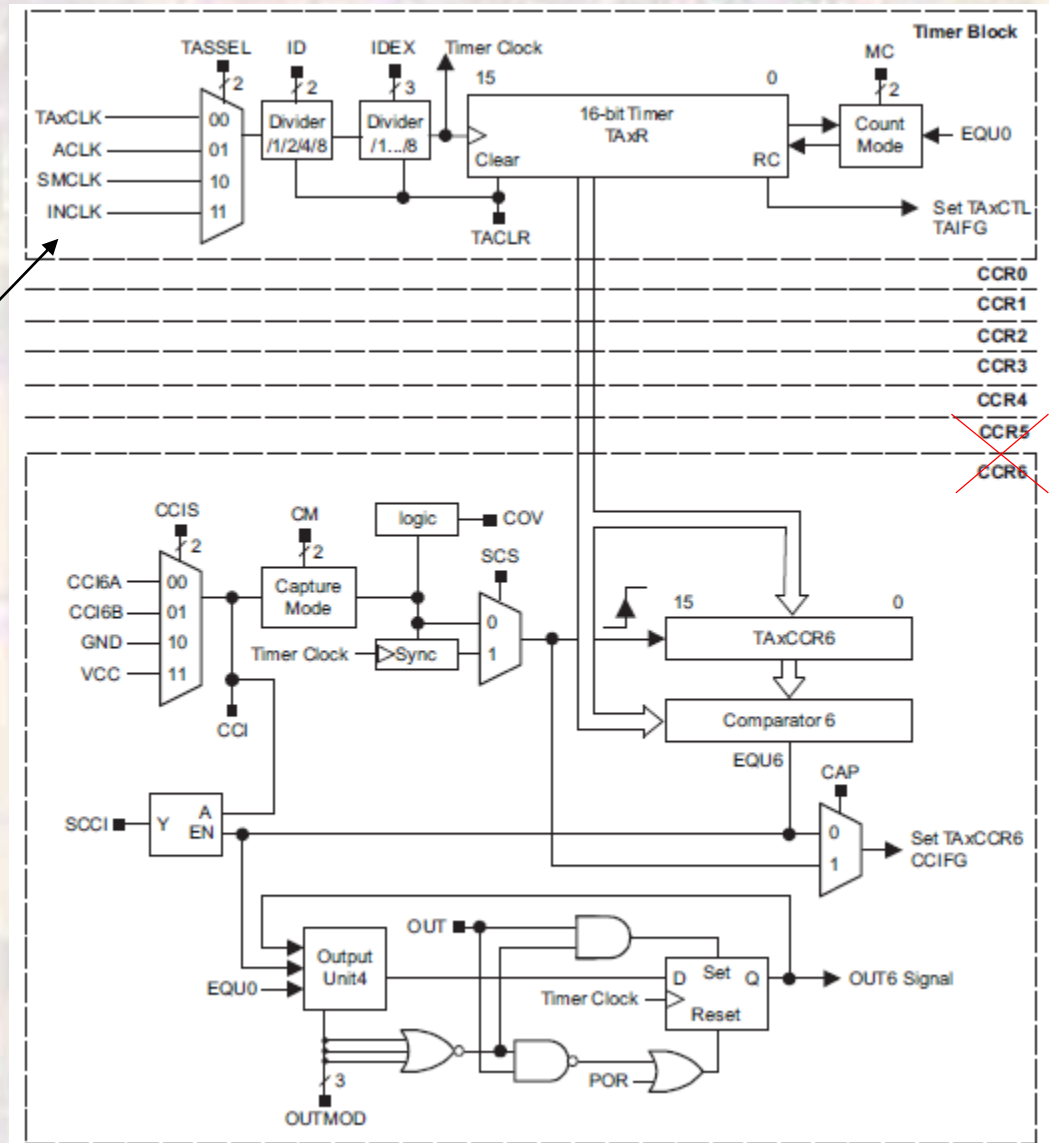 Timer Block
TASSEL
ID
IDEX
Timer Clock
MC
2
2
3
15
0
2
TAxCLK
ACLK
SMCLK
INCLK
00
01
10
11
Divider
/1/2/4/8
Divider
/1.../8
16-bit Timer
TAxR
Clear
RC
Count
Mode
EQU0
TACLR
Set TAxCTL
TAIFG
CCR0
CCR1
CCR2
CCR3
CCR4
CCR5
CCR6
CCIS
CM
logic
COV
2
2
SCS
CCI6A
CCI6B
GND
VCC
00
01
10
11
Capture
Mode
0
1
15
0
Timer Clock
Sync
TAxCCR6
CCI
Comparator 6
EQU6
CAP
SCCI
Y
A
EN
0
1
Set TAxCCR6
CCIFG
OUT
Output
Unit4
EQU0
D
Set
Q
Timer Clock
Reset
OUT6 Signal
3
POR
OUTMOD